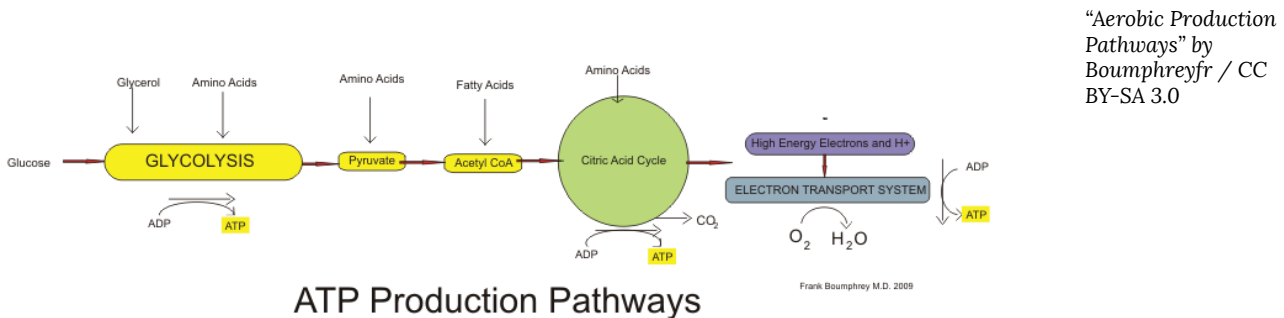 “Aerobic Production
Pathways” by
Boumphreyfr / CC
BY-SA 3.0
Glycerol
Amino Acids
Amino Acids
Fatty Acids
Amino Acids
Glucose
GLYCOLYSIS
Pyruvate
Acetyl CoA
Citric Acid Cycle
-
High Energy Electrons and H+
ELECTRON TRANSPORT SYSTEM
ADP
ATP
ADP
ATP
CO2
ADP
ATP
O2
H2O
Frank Boumphrey M.D. 2009
ATP Production Pathways